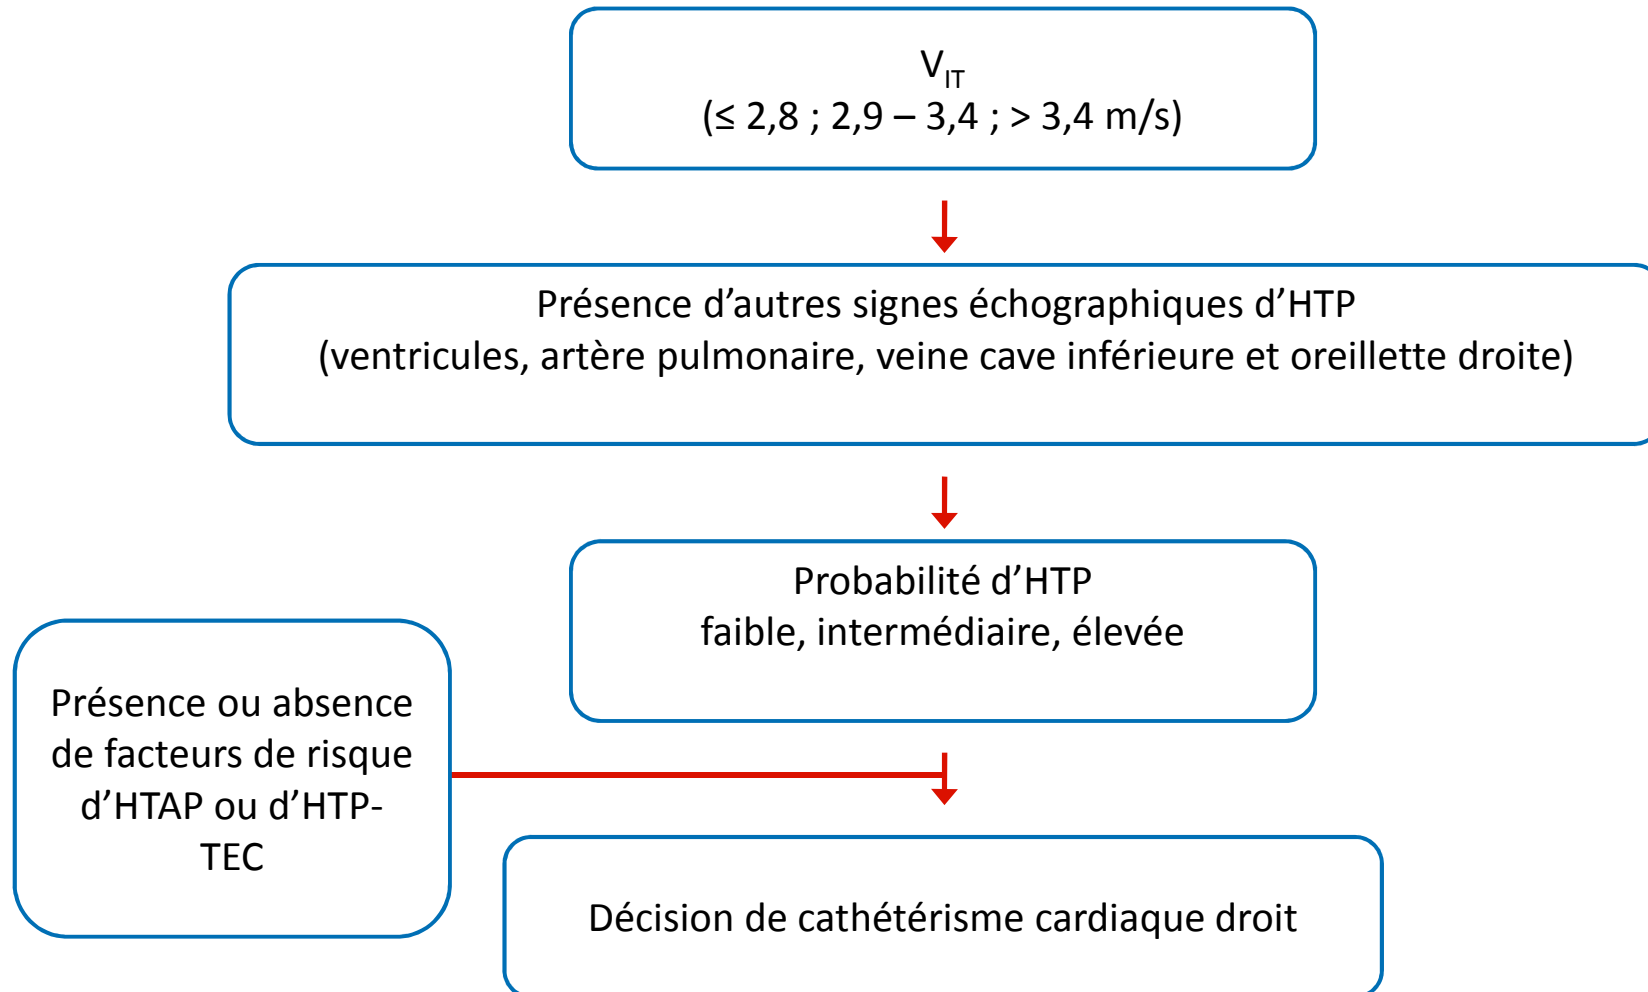 V_IT
(≤ 2,8 ; 2,9 – 3,4 ; > 3,4 m/s)
Présence d’autres signes échographiques d’HTP
(ventricules, artère pulmonaire, veine cave inférieure et oreillette droite)
Probabilité d’HTP
faible, intermédiaire, élevée
Présence ou absence
de facteurs de risque
d’HTAP ou d’HTP-
TEC
Décision de cathétérisme cardiaque droit